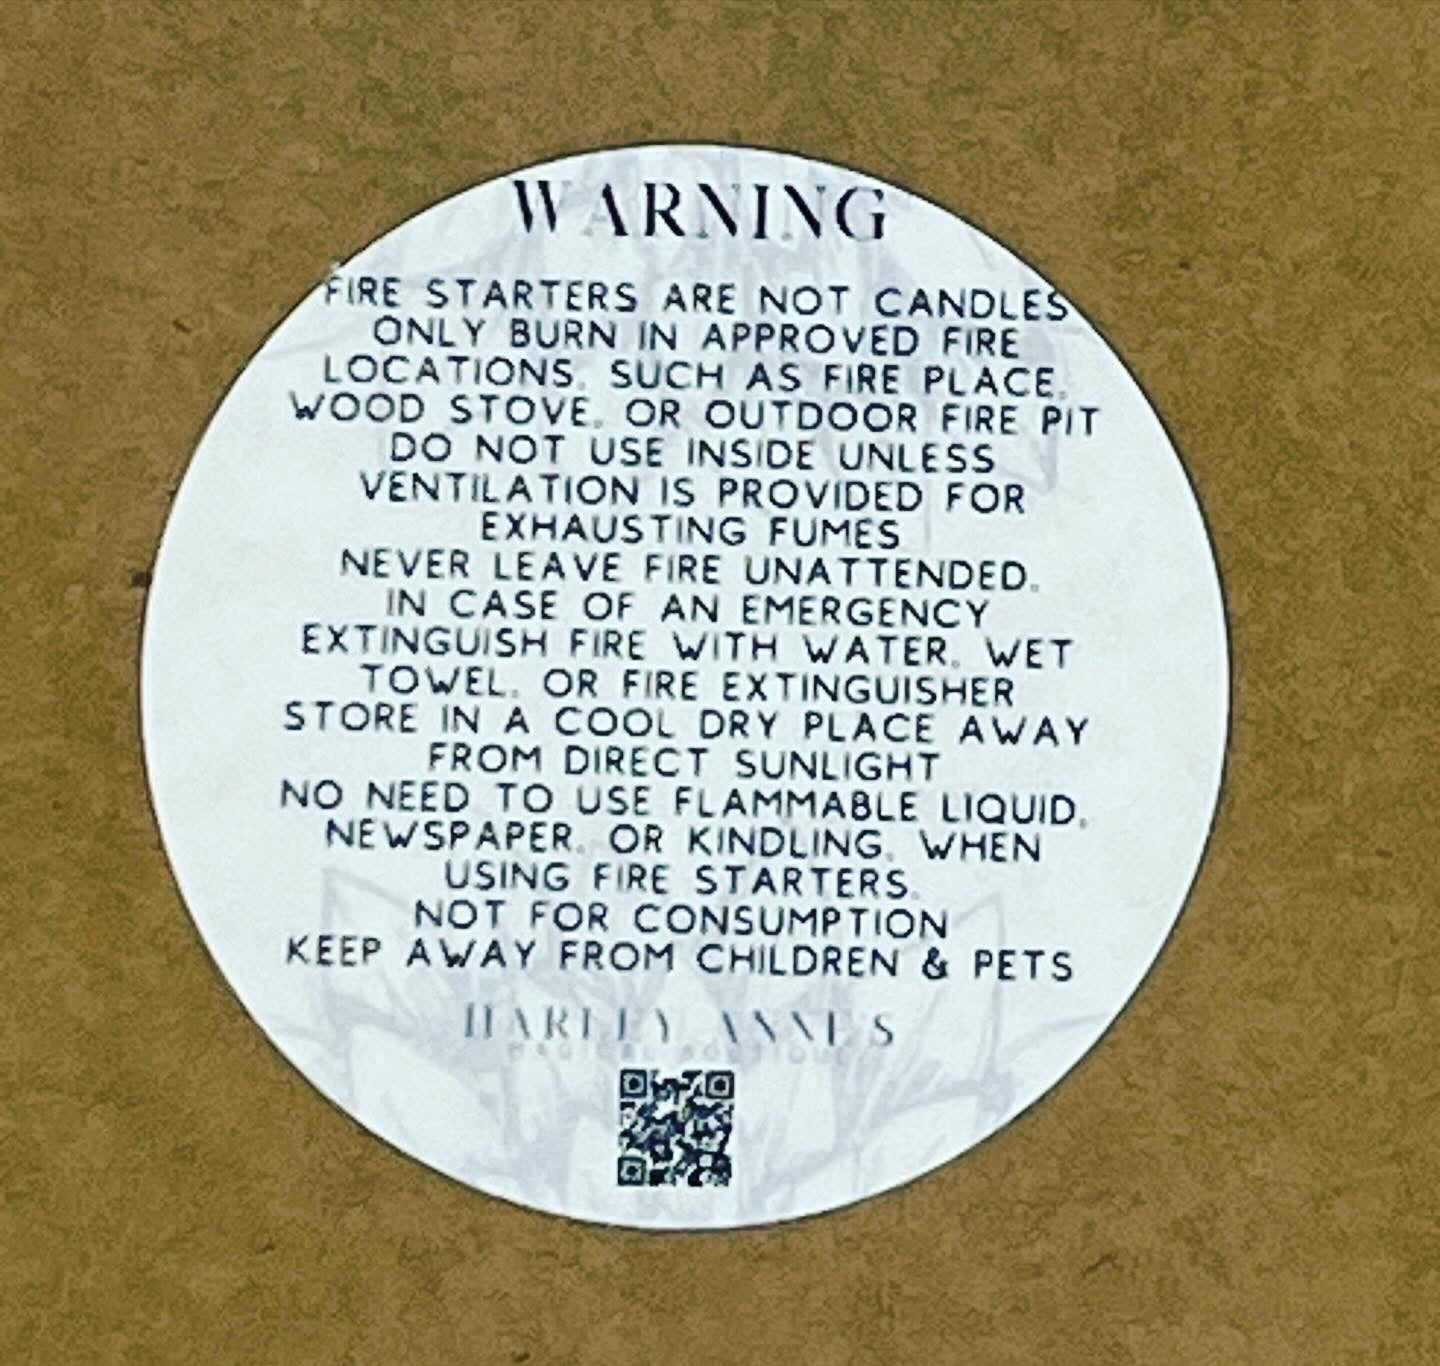 WARNING
FIRE STARTERS ARE NOT CANDLES
ONLY BURN IN APPROVED FIRE
LOCATIONS, SUCH AS FIRE PLACE,
WOOD STOVE, OR OUTDOOR FIRE PIT
DO NOT USE INSIDE UNLESS
VENTILATION IS PROVIDED FOR
EXHAUSTING FUMES
NEVER LEAVE FIRE UNATTENDED.
IN CASE OF AN EMERGENCY
EXTINGUISH FIRE WITH WATER, WET
TOWEL, OR FIRE EXTINGUISHER
STORE IN A COOL DRY PLACE AWAY
FROM DIRECT SUNLIGHT
NO NEED TO USE FLAMMABLE LIQUID,
NEWSPAPER, OR KINDLING, WHEN
USING FIRE STARTERS.
NOT FOR CONSUMPTION
KEEP AWAY FROM CHILDREN & PETS
HARLEY ANNE'S